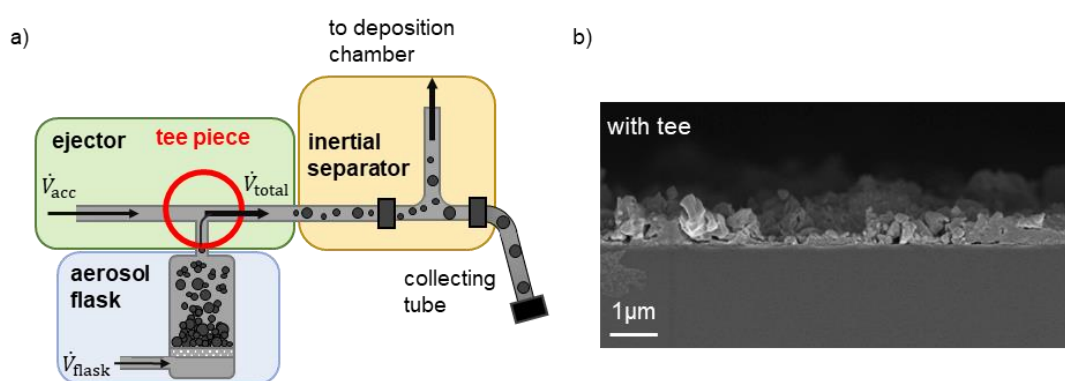 a)
to deposition
chamber
ejector
tee piece
inertial
separator
V̇acc
V̇total
aerosol
flask
V̇flask
collecting
tube
b)
with tee
1µm